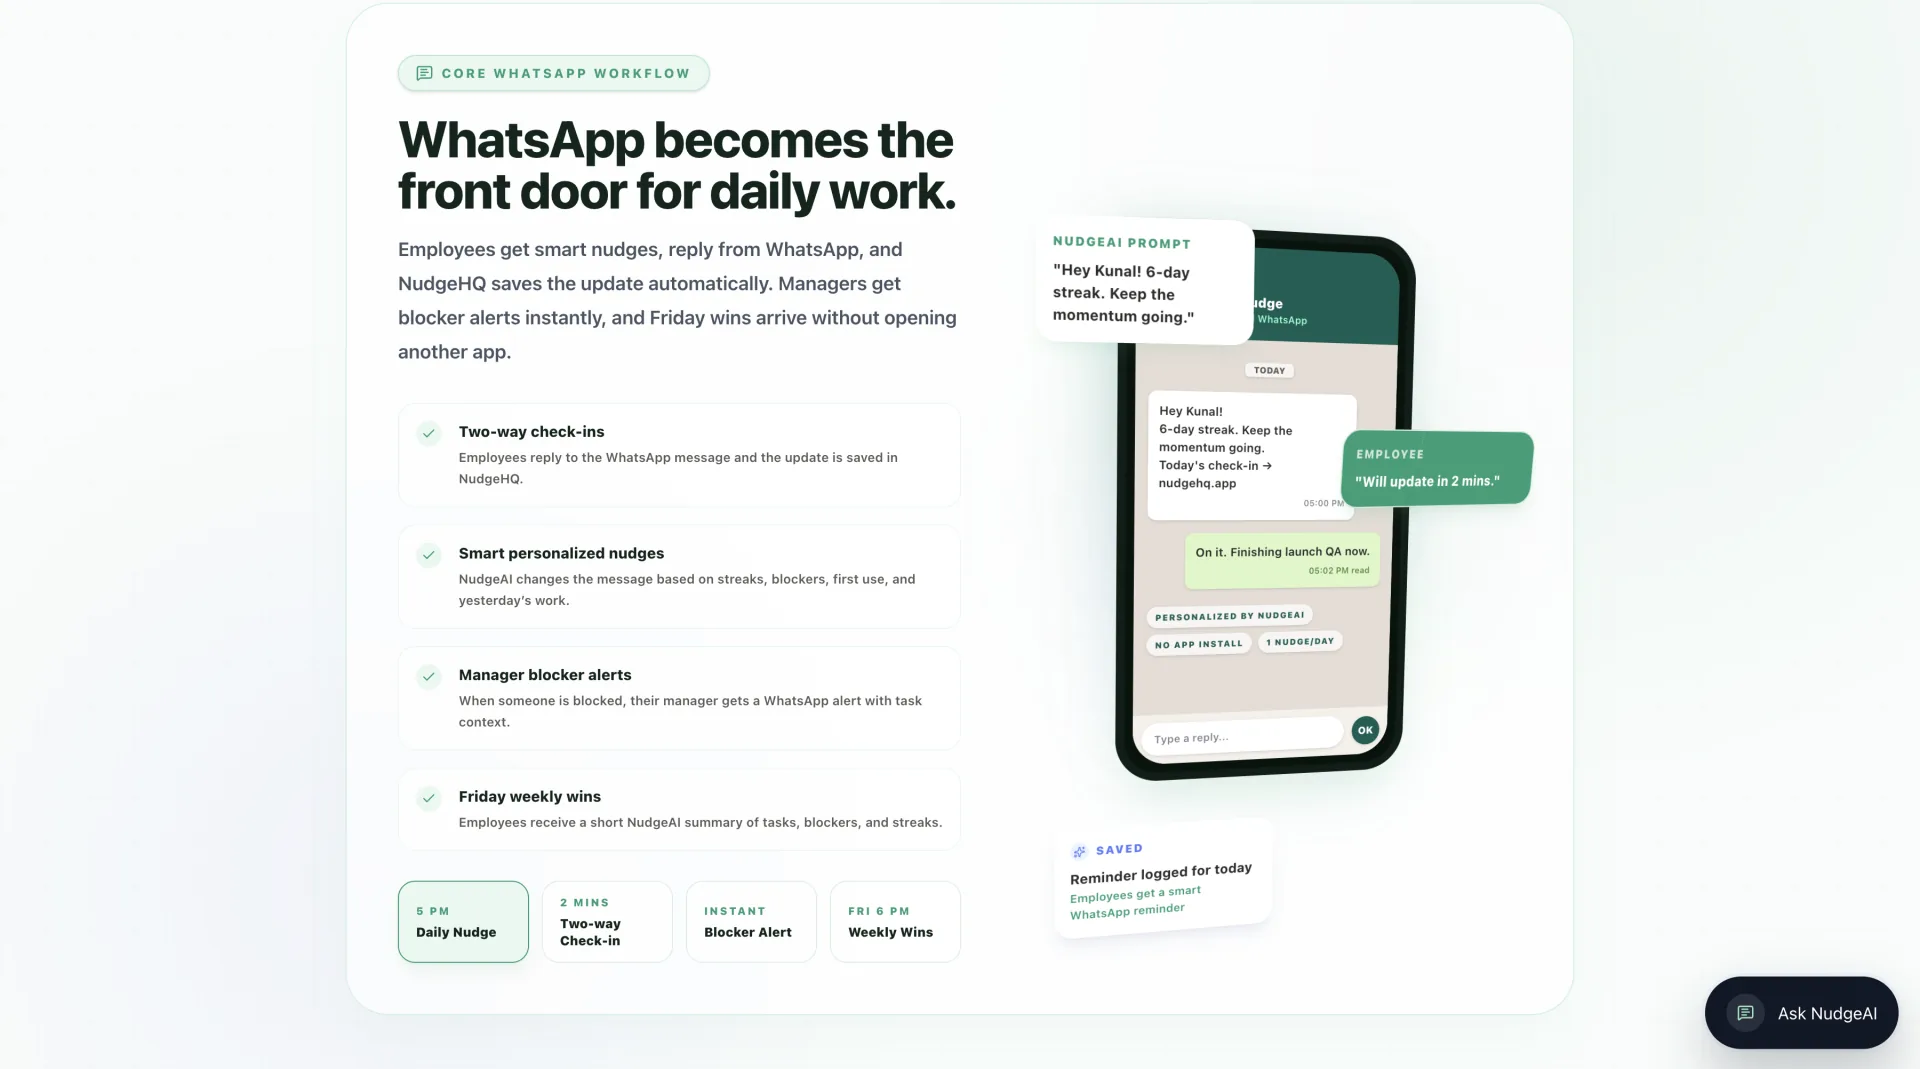 CORE WHATSAPP WORKFLOW
WhatsApp becomes the
front door for daily work.
Employees get smart nudges, reply from WhatsApp, and
NudgeHQ saves the update automatically. Managers get
blocker alerts instantly, and Friday wins arrive without opening
another app.
Two-way check-ins
Employees reply to the WhatsApp message and the update is saved in
NudgeHQ.
Smart personalized nudges
NudgeAI changes the message based on streaks, blockers, first use, and
yesterday's work.
Manager blocker alerts
When someone is blocked, their manager gets a WhatsApp alert with task
context.
Friday weekly wins
Employees receive a short NudgeAI summary of tasks, blockers, and streaks.
5 PM
Daily Nudge
2 MINS
Two-way
Check-in
INSTANT
Blocker Alert
FRI 6 PM
Weekly Wins
NUDGEAI PROMPT
"Hey Kunal! 6-day
streak. Keep the
momentum going."
udge
WhatsApp
TODAY
Hey Kunal!
6-day streak. Keep the
momentum going.
Today's check-in →
nudgehq.app
05:00 PM
EMPLOYEE
"Will update in 2 mins."
On it. Finishing launch QA now.
05:02 PM read
PERSONALIZED BY NUDGEAI
NO APP INSTALL
1 NUDGE/DAY
Type a reply...
OK
SAVED
Reminder logged for today
Employees get a smart
WhatsApp reminder
Ask NudgeAI